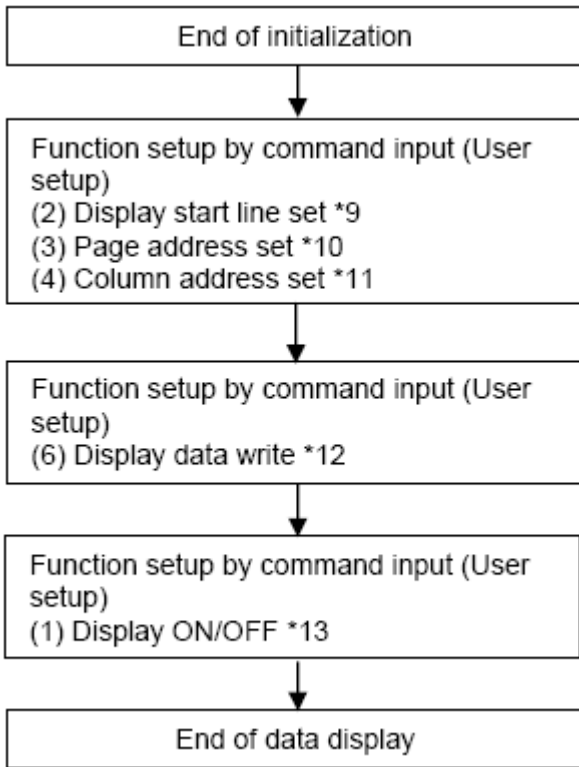 End of initialization
Function setup by command input (User
setup)
(2) Display start line set *9
(3) Page address set *10
(4) Column address set *11
Function setup by command input (User
setup)
(6) Display data write *12
Function setup by command input (User
setup)
(1) Display ON/OFF *13
End of data display